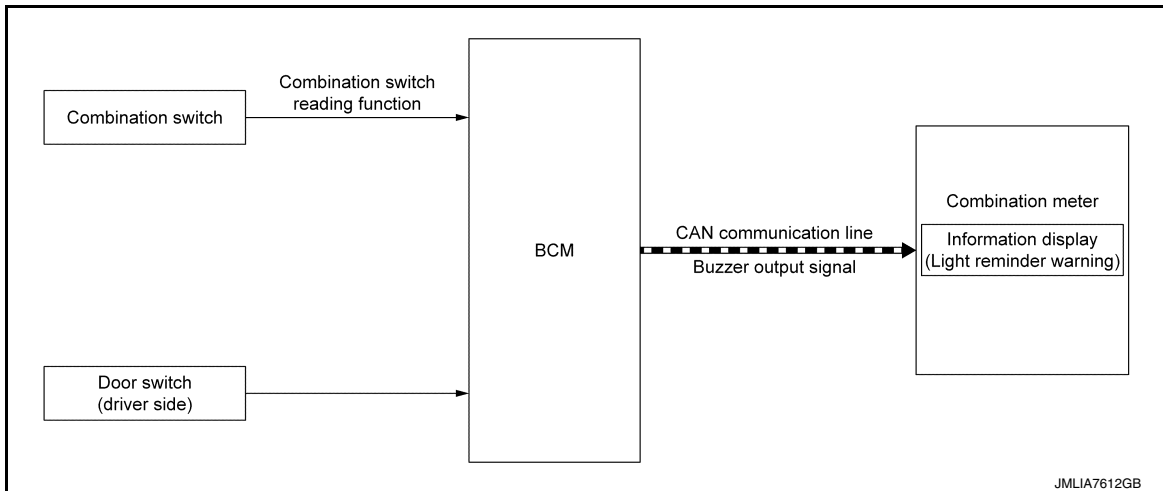 Combination switch
Combination switch
reading function
BCM
CAN communication line
Buzzer output signal
Combination meter
Information display
(Light reminder warning)
Door switch
(driver side)
JMLIA7612GB